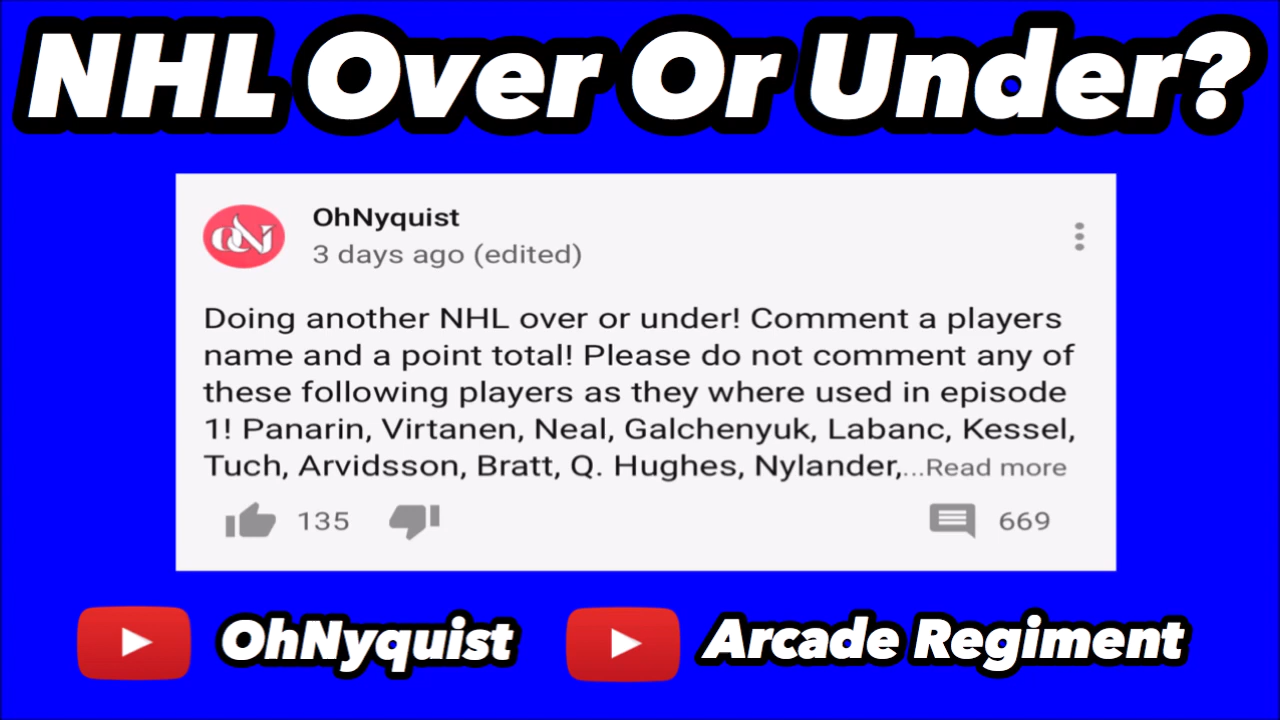 NHL Over Or Under?
ON
OhNyquist
3 days ago (edited)
Doing another NHL over or under! Comment a players
name and a point total! Please do not comment any of
these following players as they where used in episode
1! Panarin, Virtanen, Neal, Galchenyuk, Labanc, Kessel,
Tuch, Arvidsson, Bratt, Q. Hughes, Nylander,...Read more
135 669
OhNyquist Arcade Regiment